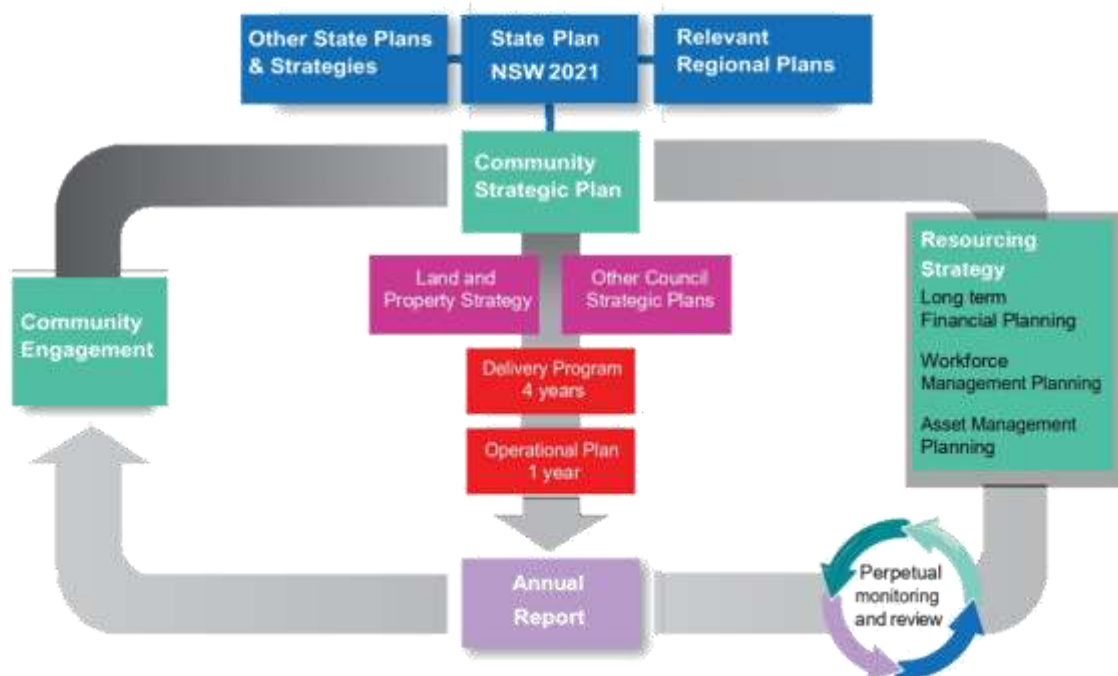 Other State Plans
& Strategies
State Plan
NSW 2021
Relevant
Regional Plans
Community
Strategic Plan
Land and
Property Strategy
Other Council
Strategic Plans
Resourcing
Strategy
Long term
Financial Planning
Workforce
Management Planning
Asset Management
Planning
Community
Engagement
Delivery Program
4 years
Operational Plan
1 year
Annual
Report
Perpetual
monitoring
and review